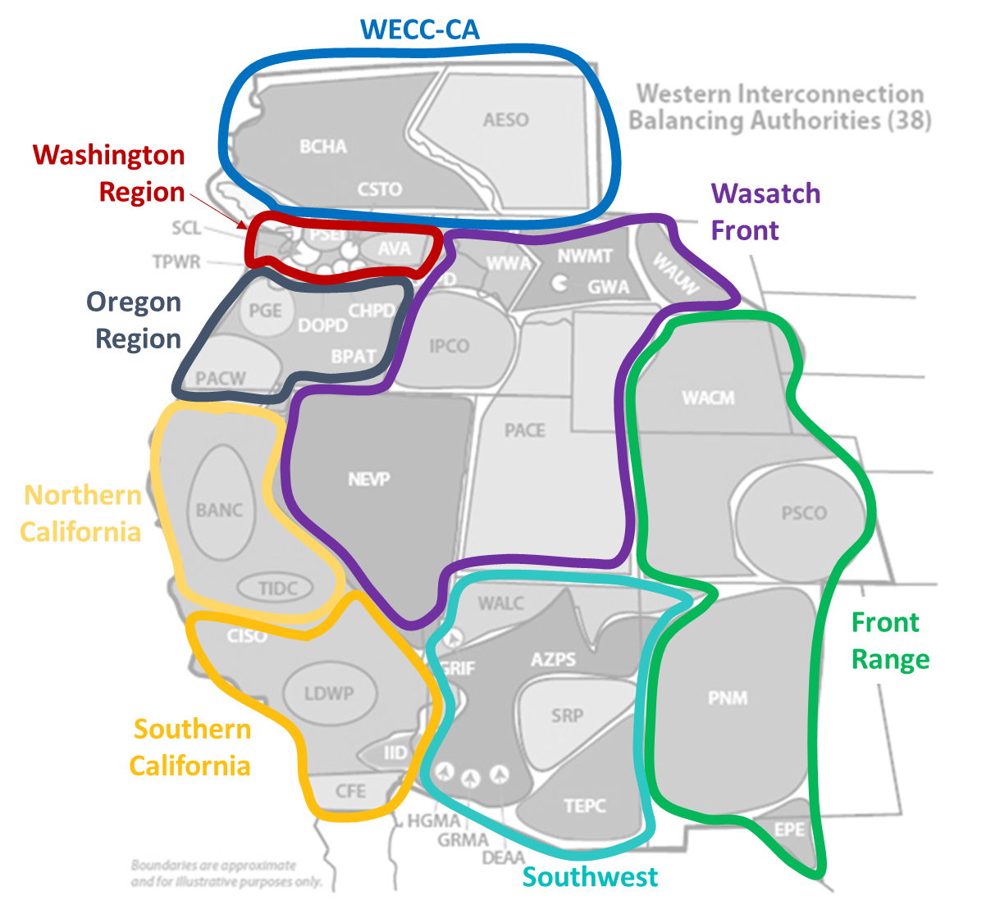 WECC-CA
Western Interconnection
Balancing Authorities (38)
AESO
BCHA
CSTO
Washington
Region
Wasatch
Front
SCL
TPWR
PSEI
AVA
WWA
NWMT
GWA
WAUW
Oregon
Region
PGE
CHPD
DOPD
BPAT
PACW
IPCO
WACM
PACE
NEVP
PSCO
Northern
California
BANC
TIDC
WALC
CISO
GRIF
AZPS
LDWP
SRP
PNM
Front
Range
Southern
California
IID
CFE
TEPC
HGMA
GRMA
DEAA
EPE
Southwest
Boundaries are approximate
and for illustrative purposes only.